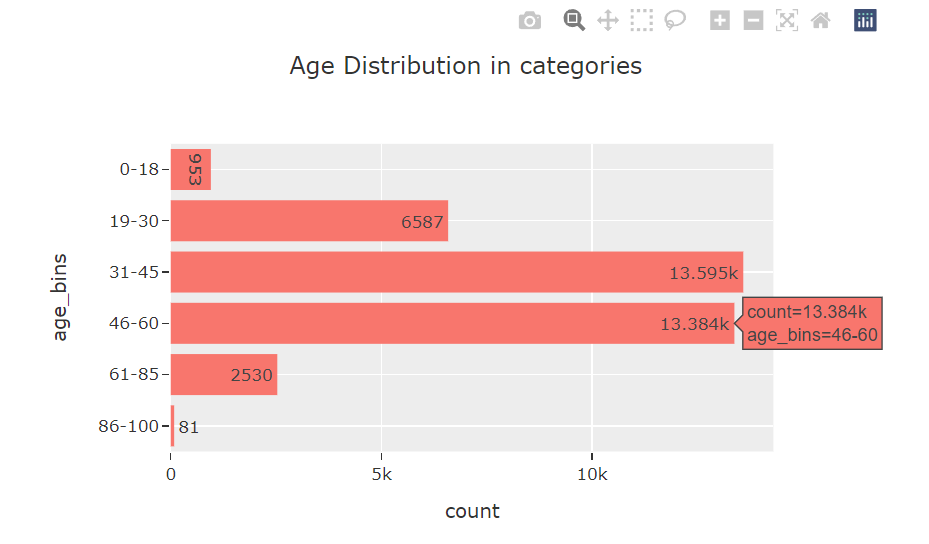 Age Distribution in categories
age_bins
0-18
953
19-30
6587
31-45
13.595k
46-60
13.384k
count=13.384k
age_bins=46-60
61-85
2530
86-100
81
0
5k
10k
count